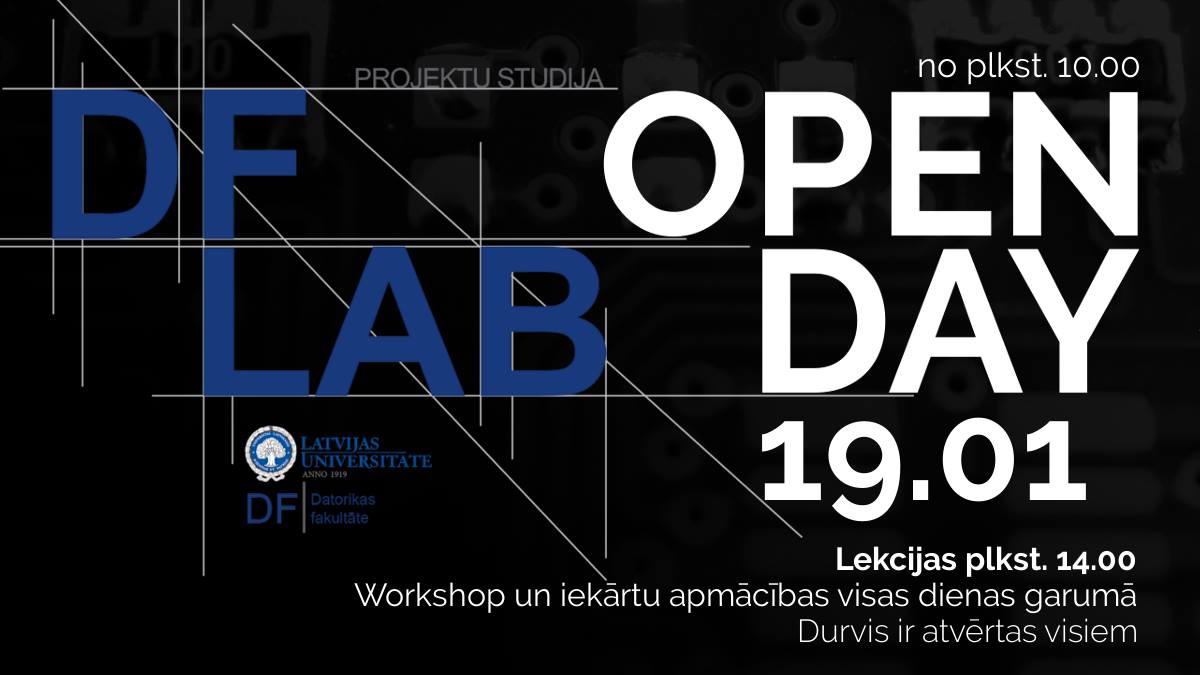 PROJEKTU STUDIJA
DF
LAB
LATVIJAS
UNIVERSITĀTE
ANNO 1919
DF
Datorikas
fakultāte
no plkst. 10.00
OPEN
DAY
19.01
Lekcijas plkst. 14.00
Workshop un iekārtu apmācības visas dienas garumā
Durvis ir atvērtas visiem